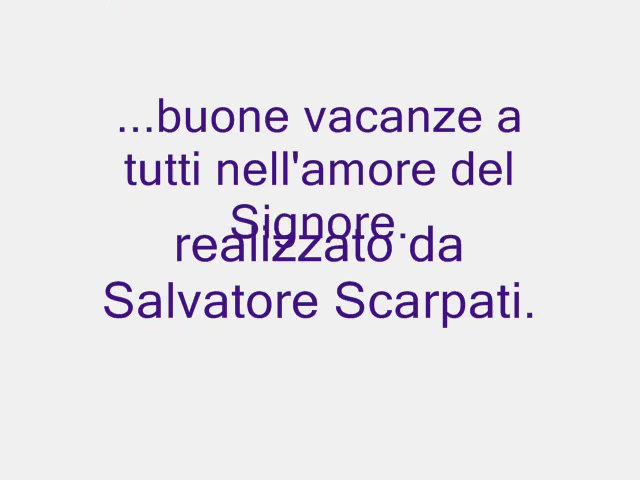 ...buone vacanze a
tutti nell'amore del
Signore.
realizzato da
Salvatore Scarpati.